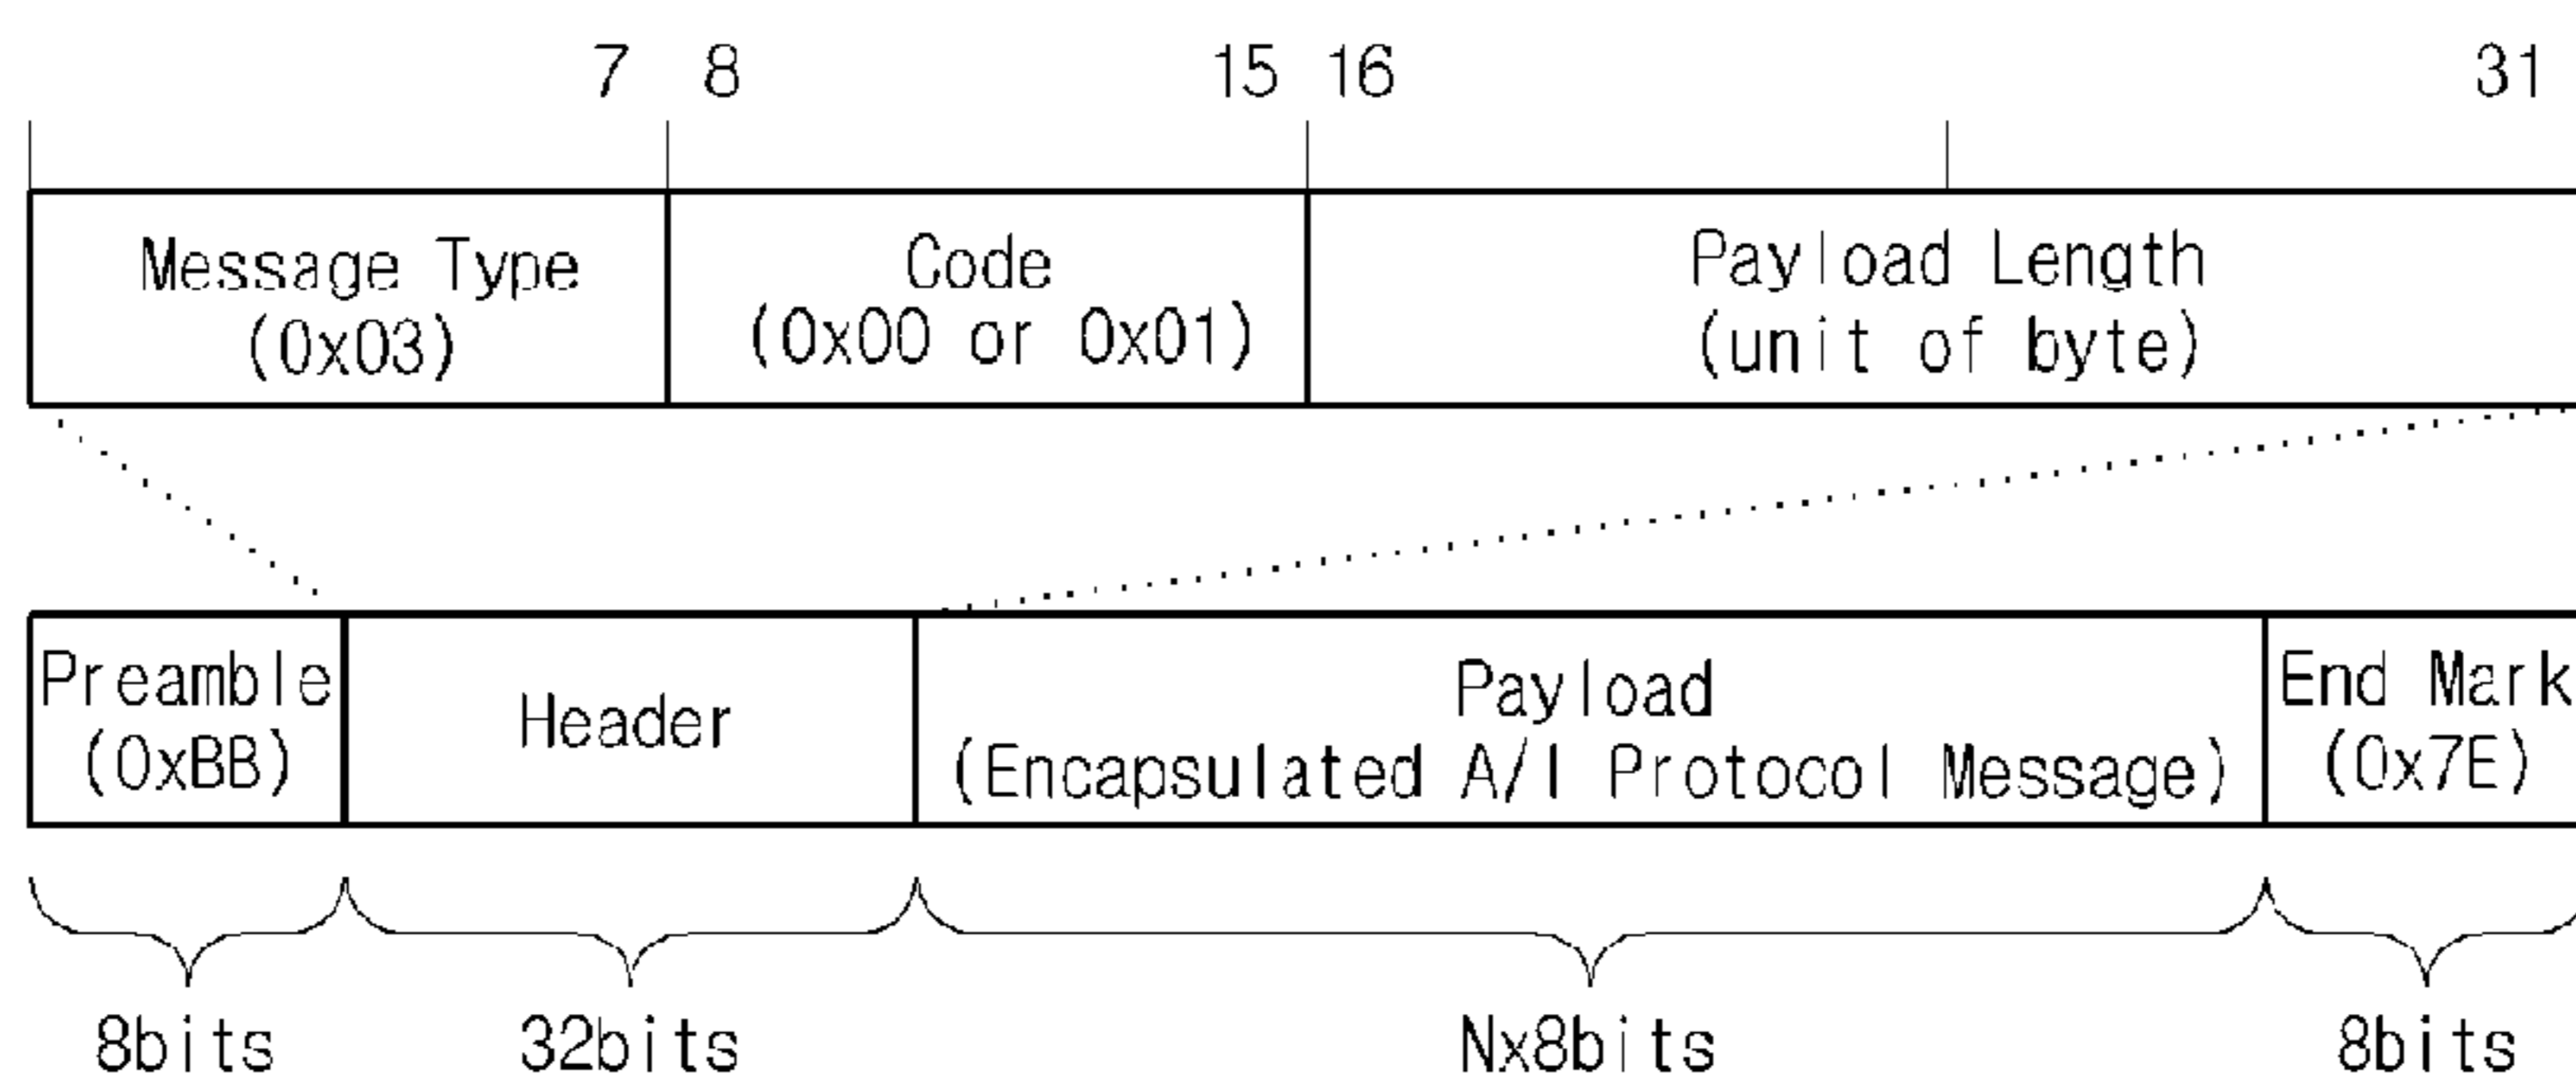 7 8 15 16 31
Message Type Code Payload Length
(0x03) (0x00 or 0x01) (unit of byte)
Preamble Header Payload End Mark
(0xBB) (Encapsulated A/I Protocol Message) (0x7E)
8bits 32bits Nx8bits 8bits